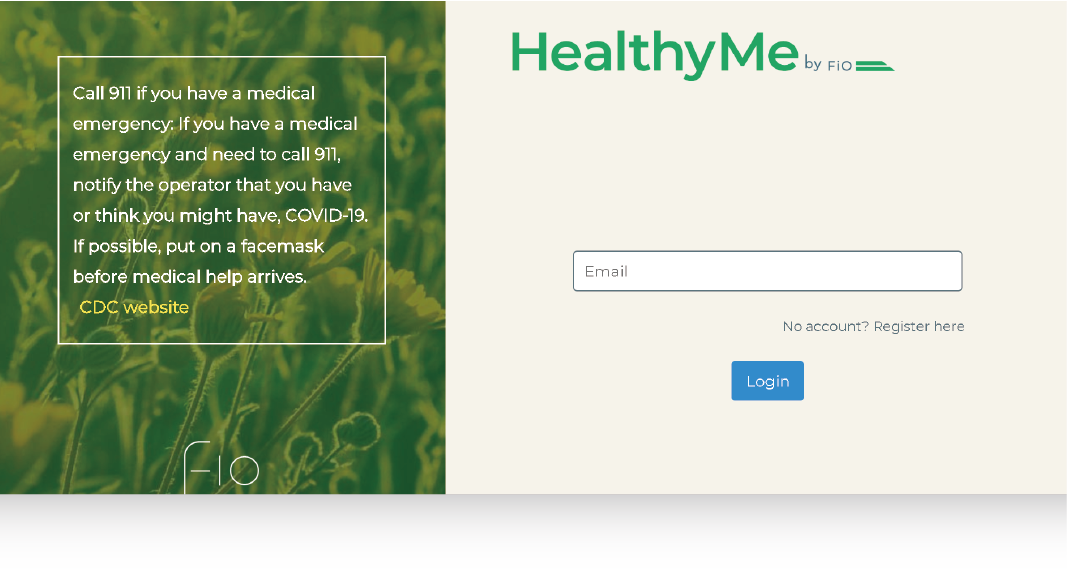 Call 911 if you have a medical
emergency: If you have a medical
emergency and need to call 911,
notify the operator that you have
or think you might have, COVID-19.
If possible, put on a facemask
before medical help arrives.
CDC website
FIO
HealthyMe by FiO
Email
No account? Register here
Login